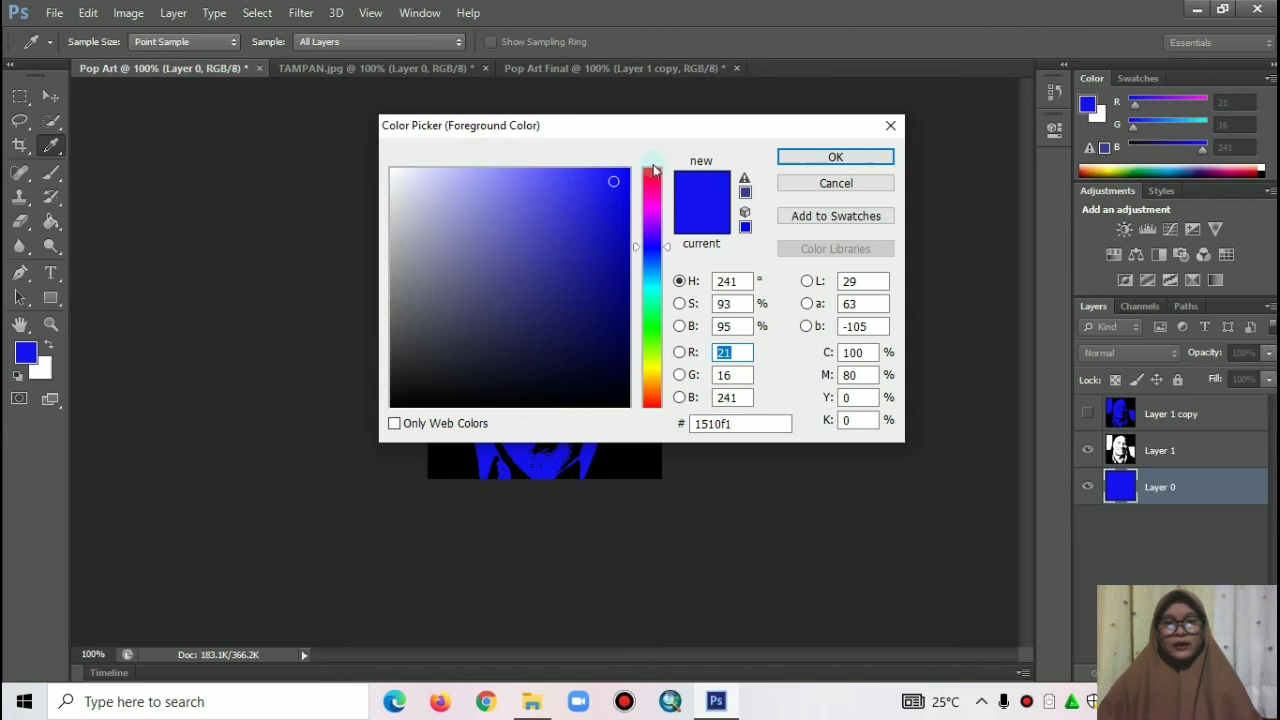 Ps File Edit Image Layer Type Select Filter 3D View Window Help
Sample Size: Point Sample Sample: All Layers Show Sampling Ring Essentials
Pop Art @ 100% (Layer 0, RGB/8) * × TAMPAN.jpg @ 100% (Layer 0, RGB/8) * × Pop Art Final @ 100% (Layer 1 copy, RGB/8) * ×
Color Swatches
R 21
G 16
B 241
Adjustments Styles
Add an adjustment
Layers Channels Paths
Kind
Normal Opacity: 100%
Lock: Fill: 100%
Layer 1 copy
Layer 1
Layer 0
Color Picker (Foreground Color)
new
current
OK
Cancel
Add to Swatches
Color Libraries
H: 241 ° L: 29
S: 93 % a: 63
B: 95 % b: -105
R: 21 C: 100 %
G: 16 M: 80 %
B: 241 Y: 0 %
# 1510f1 K: 0 %
Only Web Colors
100% Doc: 183.1K/366.2K
Timeline
Type here to search Ps 25°C